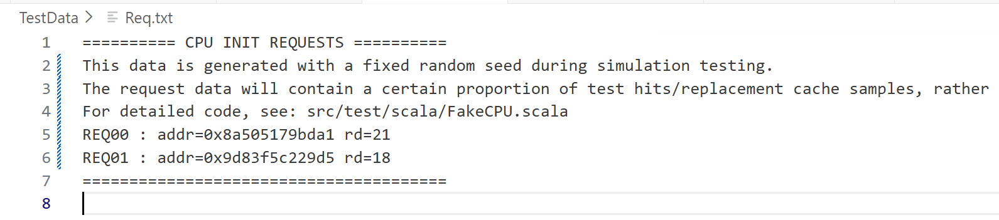 TestData > Req.txt
1 ========== CPU INIT REQUESTS ==========
2 This data is generated with a fixed random seed during simulation testing.
3 The request data will contain a certain proportion of test hits/replacement cache samples, rather
4 For detailed code, see: src/test/scala/FakeCPU.scala
5 REQ00 : addr=0x8a505179bda1 rd=21
6 REQ01 : addr=0x9d83f5c229d5 rd=18
7 =======================================
8